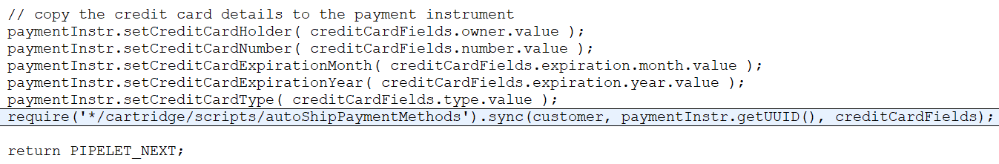 // copy the credit card details to the payment instrument
paymentInstr.setCreditCardHolder( creditCardFields.owner.value );
paymentInstr.setCreditCardNumber( creditCardFields.number.value );
paymentInstr.setCreditCardExpirationMonth( creditCardFields.expiration.month.value );
paymentInstr.setCreditCardExpirationYear( creditCardFields.expiration.year.value );
paymentInstr.setCreditCardType( creditCardFields.type.value );
require('*/cartridge/scripts/autoShipPaymentMethods').sync(customer, paymentInstr.getUUID(), creditCardFields);
return PIPELET_NEXT;